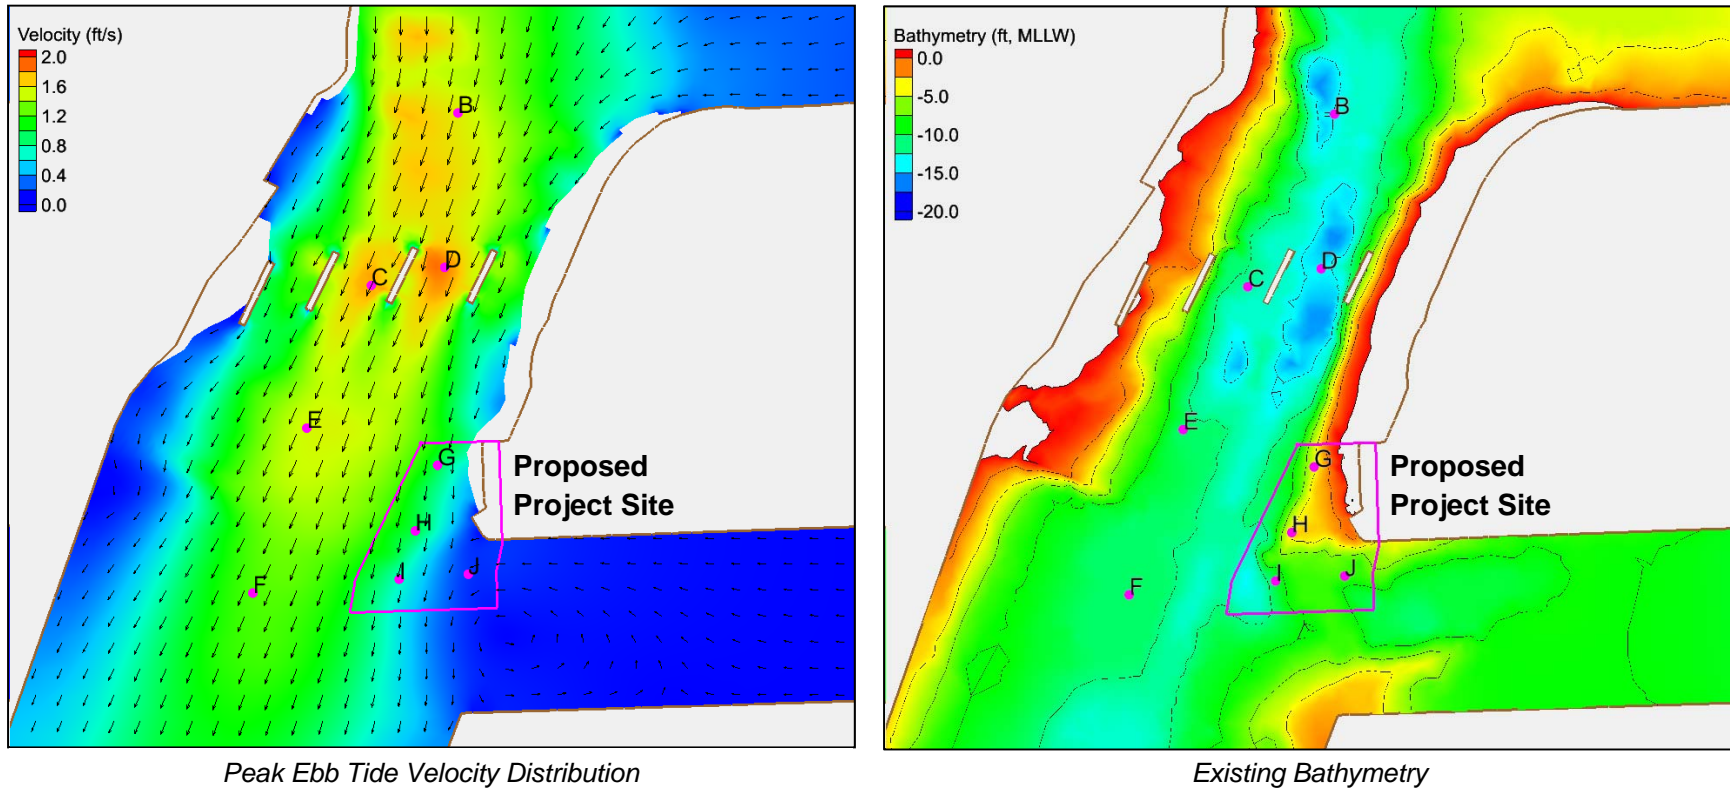 Velocity (ft/s)
2.0
1.6
1.2
0.8
0.4
0.0
B
C
D
E
G
H
I
J
F
Proposed
Project Site
Peak Ebb Tide Velocity Distribution
Bathymetry (ft, MLLW)
0.0
-5.0
-10.0
-15.0
-20.0
B
C
D
E
G
H
I
J
F
Proposed
Project Site
Existing Bathymetry